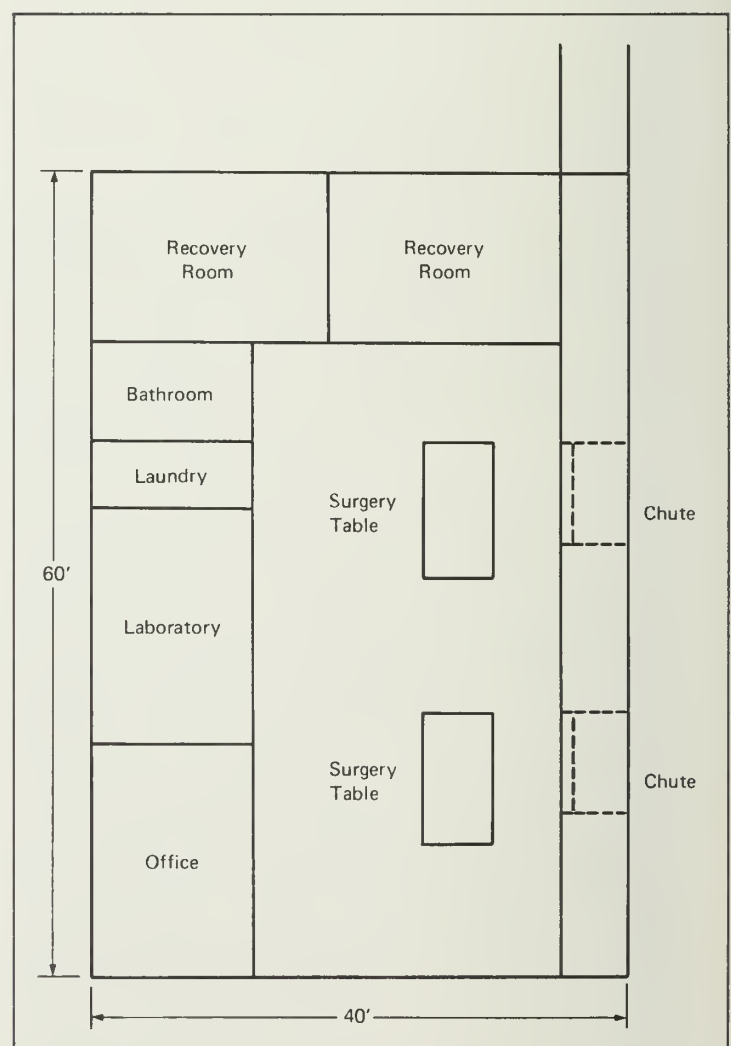 Recovery
Room
Recovery
Room
Bathroom
Laundry
Surgery
Table
Chute
60'
Laboratory
Surgery
Table
Chute
Office
40'